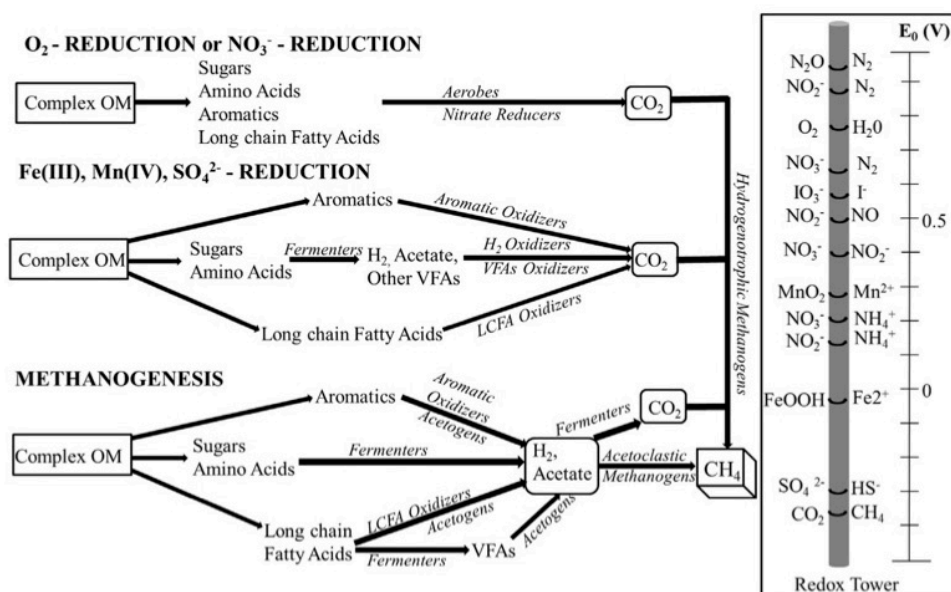 O₂ - REDUCTION or NO₃⁻ - REDUCTION
Complex OM
Sugars
Amino Acids
Aromatics
Long chain Fatty Acids
Aerobes
Nitrate Reducers
CO₂
Fe(III), Mn(IV), SO₄²⁻ - REDUCTION
Complex OM
Aromatics
Aromatic Oxidizers
Sugars
Amino Acids
Fermenters
H₂, Acetate,
Other VFAs
H₂ Oxidizers
VFAs Oxidizers
CO₂
Long chain Fatty Acids
LCFA Oxidizers
Hydrogenotrophic Methanogens
METHANOGENESIS
Complex OM
Aromatics
Aromatic
Oxidizers
Acetogens
Sugars
Amino Acids
Fermenters
H₂,
Acetate
Fermenters
CO₂
Acetoclastic
Methanogens
CH₄
Long chain
Fatty Acids
LCFA Oxidizers
Acetogens
Fermenters
VFAs
Acetogens
E₀ (V)
N₂O N₂
NO₂⁻ N₂
O₂ H₂0
NO₃⁻ N₂
IO₃⁻ I⁻
NO₂⁻ NO
0.5
NO₃⁻ NO₂⁻
MnO₂ Mn²⁺
NO₃⁻ NH₄⁺
NO₂⁻ NH₄⁺
0
FeOOH Fe2⁺
SO₄ ²⁻ HS⁻
CO₂ CH₄
Redox Tower